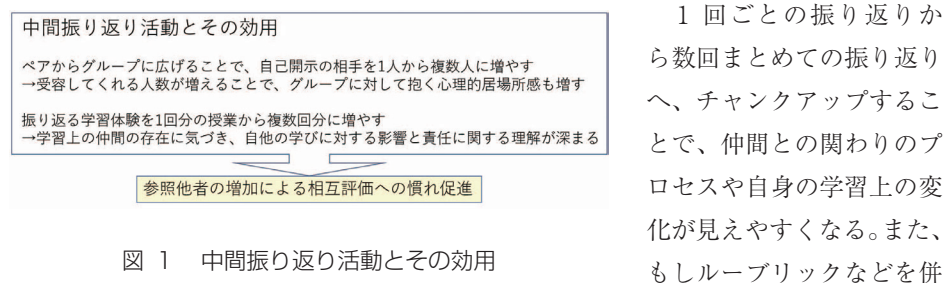 中間振り返り活動とその効用
ペアからグループに広げることで、自己開示の相手を1人から複数人に増やす
→受容してくれる人数が増えることで、グループに対して抱く心理的居場所感も増す
振り返る学習体験を1回分の授業から複数回分に増やす
→学習上の仲間の存在に気づき、自他の学びに対する影響と責任に関する理解が深まる
参照他者の増加による相互評価への慣れ促進
図 1 中間振り返り活動とその効用
1 回ごとの振り返りか
ら数回まとめての振り返り
へ、チャンクアップするこ
とで、仲間との関わりのプ
ロセスや自身の学習上の変
化が見えやすくなる。また、
もしルーブリックなどを併